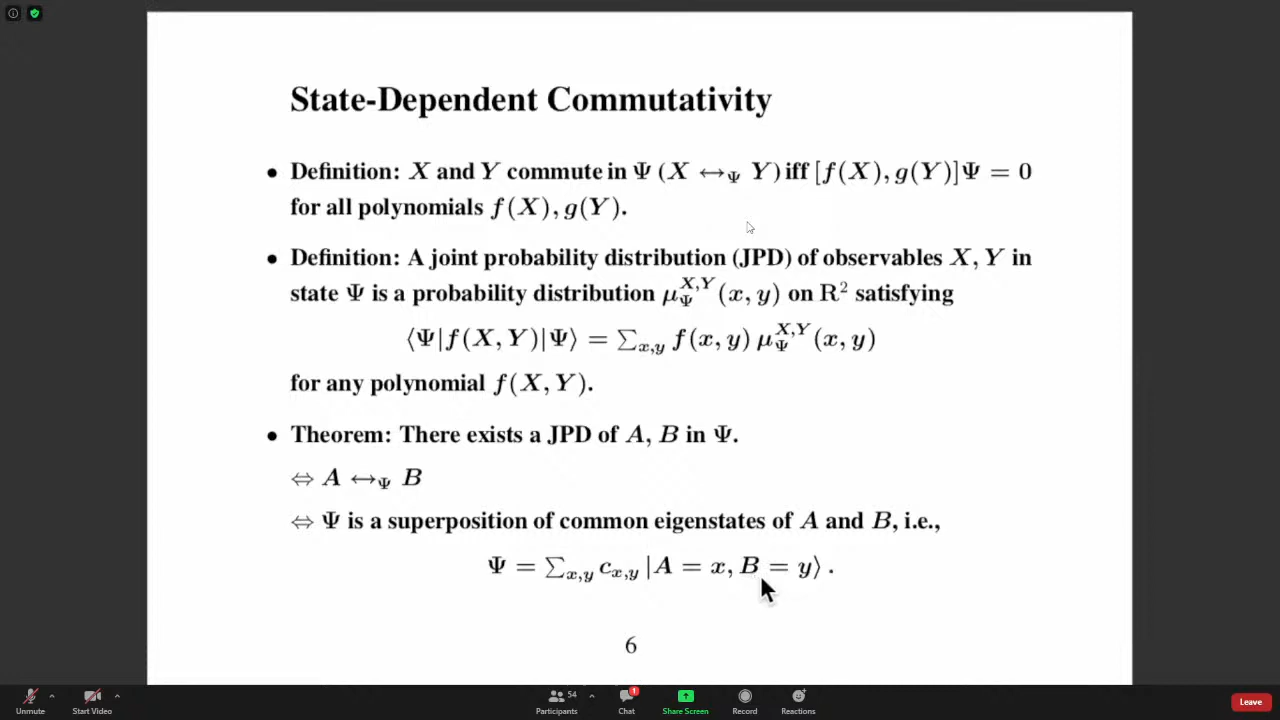 State-Dependent Commutativity
• Definition: X and Y commute in Ψ (X ↔_Ψ Y) iff [f(X), g(Y)]Ψ = 0
for all polynomials f(X), g(Y).
• Definition: A joint probability distribution (JPD) of observables X, Y in
state Ψ is a probability distribution μ_Ψ^{X,Y}(x, y) on R² satisfying
⟨Ψ|f(X, Y)|Ψ⟩ = ∑_{x,y} f(x, y) μ_Ψ^{X,Y}(x, y)
for any polynomial f(X, Y).
• Theorem: There exists a JPD of A, B in Ψ.
⇔ A ↔_Ψ B
⇔ Ψ is a superposition of common eigenstates of A and B, i.e.,
Ψ = ∑_{x,y} c_{x,y} |A = x, B = y⟩ .
6
Unmute
Start Video
54
Participants
1
Chat
Share Screen
Record
Reactions
Leave